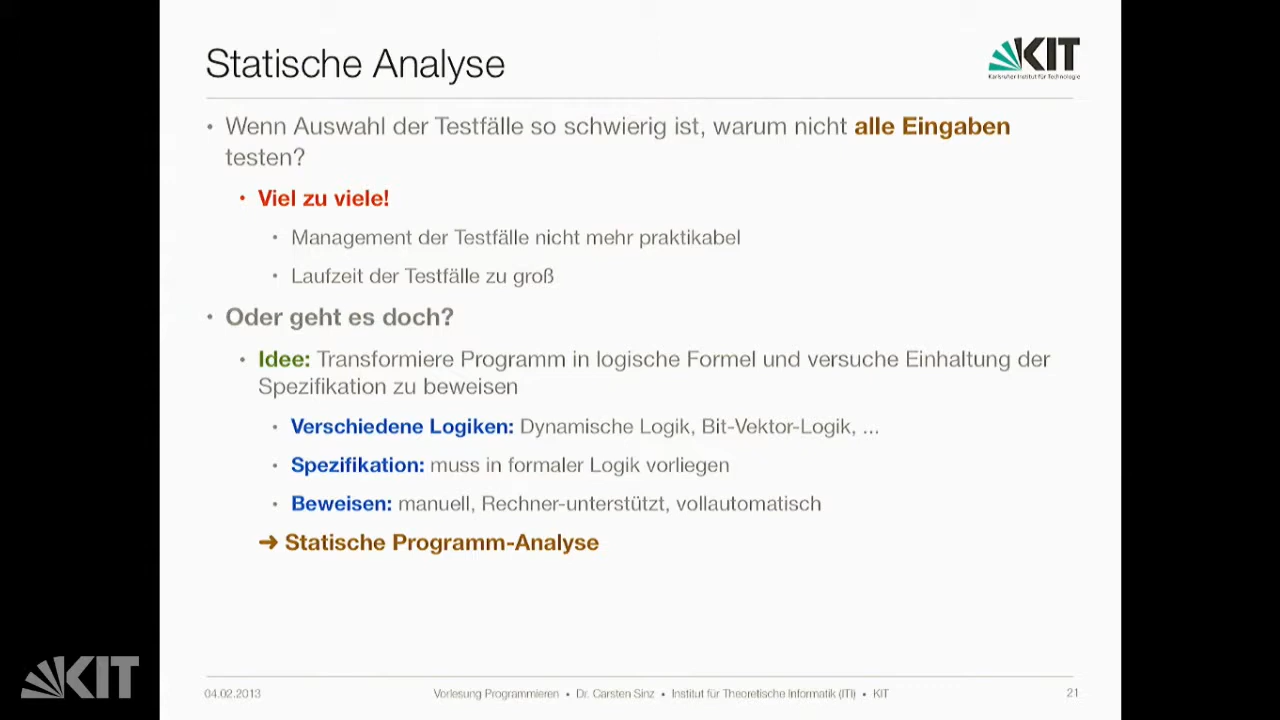 Statische Analyse
KIT
Karlsruher Institut für Technologie
• Wenn Auswahl der Testfälle so schwierig ist, warum nicht alle Eingaben
testen?
• Viel zu viele!
• Management der Testfälle nicht mehr praktikabel
• Laufzeit der Testfälle zu groß
• Oder geht es doch?
• Idee: Transformiere Programm in logische Formel und versuche Einhaltung der
Spezifikation zu beweisen
• Verschiedene Logiken: Dynamische Logik, Bit-Vektor-Logik, ...
• Spezifikation: muss in formaler Logik vorliegen
• Beweisen: manuell, Rechner-unterstützt, vollautomatisch
➜ Statische Programm-Analyse
KIT
04.02.2013 Vorlesung Programmieren • Dr. Carsten Sinz • Institut für Theoretische Informatik (ITI) • KIT 21